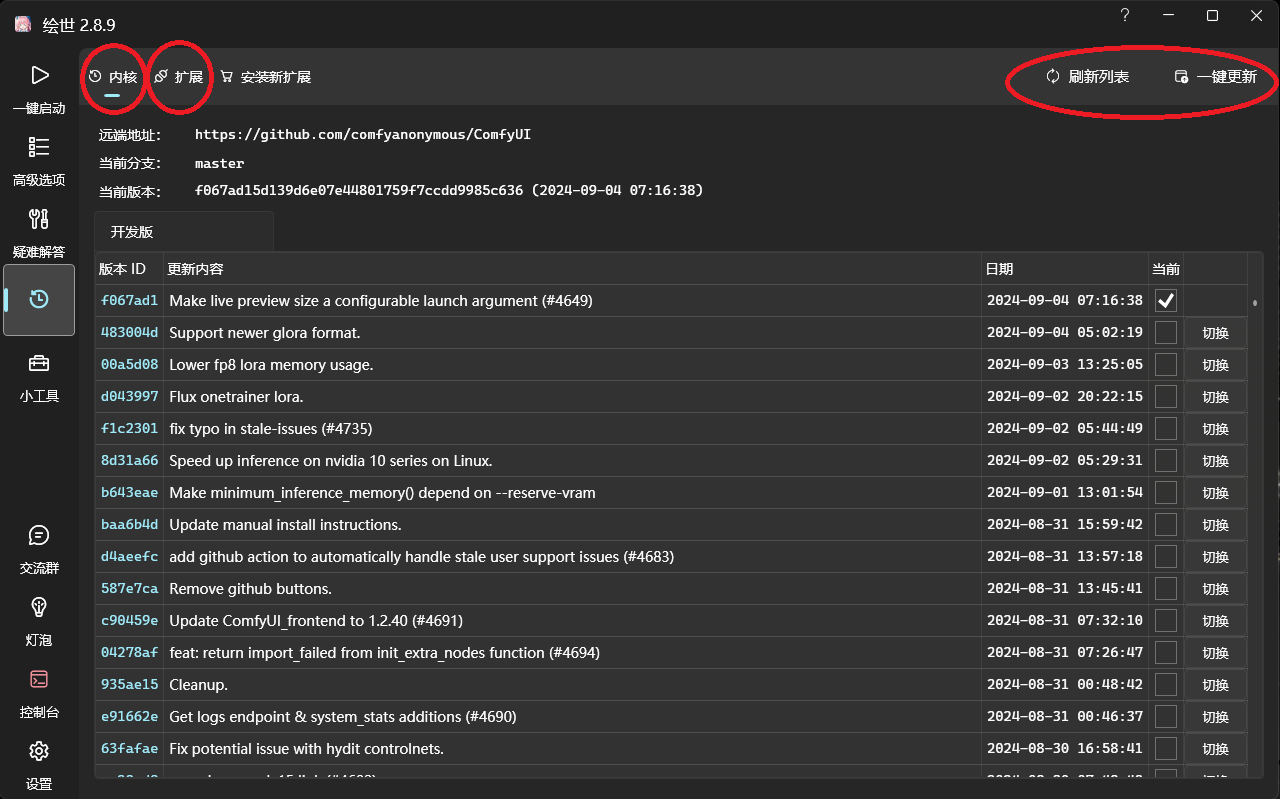 绘世 2.8.9
?
内核 扩展 安装新扩展 刷新列表 一键更新
一键启动
高级选项
疑难解答
小工具
交流群
灯泡
控制台
设置
远端地址: https://github.com/comfyanonymous/ComfyUI
当前分支: master
当前版本: f067ad15d139d6e07e44801759f7ccdd9985c636 (2024-09-04 07:16:38)
开发版
版本 ID 更新内容 日期 当前
f067ad1 Make live preview size a configurable launch argument (#4649) 2024-09-04 07:16:38
483004d Support newer glora format. 2024-09-04 05:02:19 切换
00a5d08 Lower fp8 lora memory usage. 2024-09-03 13:25:05 切换
d043997 Flux onetrainer lora. 2024-09-02 20:22:15 切换
f1c2301 fix typo in stale-issues (#4735) 2024-09-02 05:44:49 切换
8d31a66 Speed up inference on nvidia 10 series on Linux. 2024-09-02 05:29:31 切换
b643eae Make minimum_inference_memory() depend on --reserve-vram 2024-09-01 13:01:54 切换
baa6b4d Update manual install instructions. 2024-08-31 15:59:42 切换
d4aeefc add github action to automatically handle stale user support issues (#4683) 2024-08-31 13:57:18 切换
587e7ca Remove github buttons. 2024-08-31 13:45:41 切换
c90459e Update ComfyUI_frontend to 1.2.40 (#4691) 2024-08-31 07:32:10 切换
04278af feat: return import_failed from init_extra_nodes function (#4694) 2024-08-31 07:26:47 切换
935ae15 Cleanup. 2024-08-31 00:48:42 切换
e91662e Get logs endpoint & system_stats additions (#4690) 2024-08-31 00:46:37 切换
63fafae Fix potential issue with hydit controlnets. 2024-08-30 16:58:41 切换